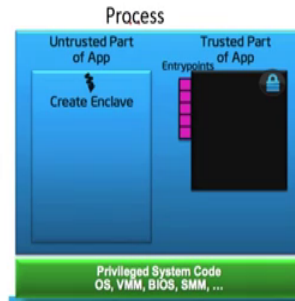 Process
Untrusted Part
of App
Trusted Part
of App
Entrypoints
Create Enclave
Privileged System Code
OS, VMM, BIOS, SMM, ...